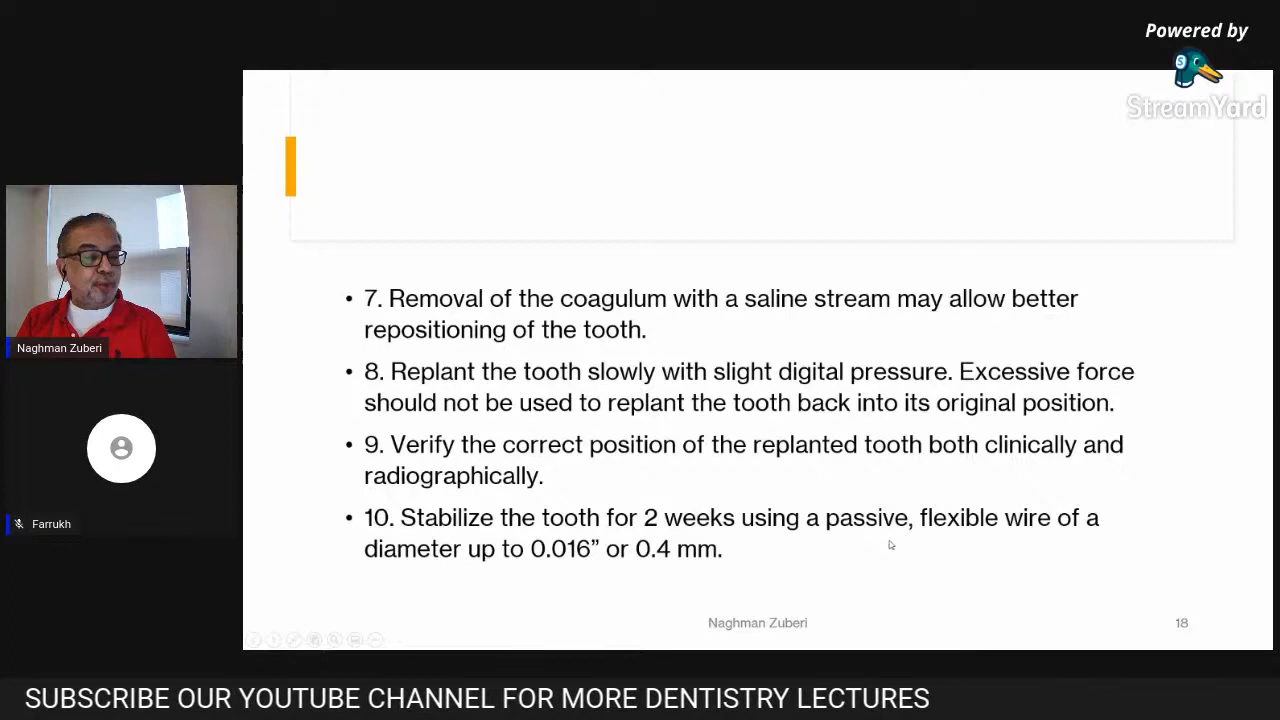 Powered by
StreamYard
• 7. Removal of the coagulum with a saline stream may allow better
repositioning of the tooth.
• 8. Replant the tooth slowly with slight digital pressure. Excessive force
should not be used to replant the tooth back into its original position.
• 9. Verify the correct position of the replanted tooth both clinically and
radiographically.
• 10. Stabilize the tooth for 2 weeks using a passive, flexible wire of a
diameter up to 0.016” or 0.4 mm.
Naghman Zuberi
Farrukh
Naghman Zuberi
18
SUBSCRIBE OUR YOUTUBE CHANNEL FOR MORE DENTISTRY LECTURES